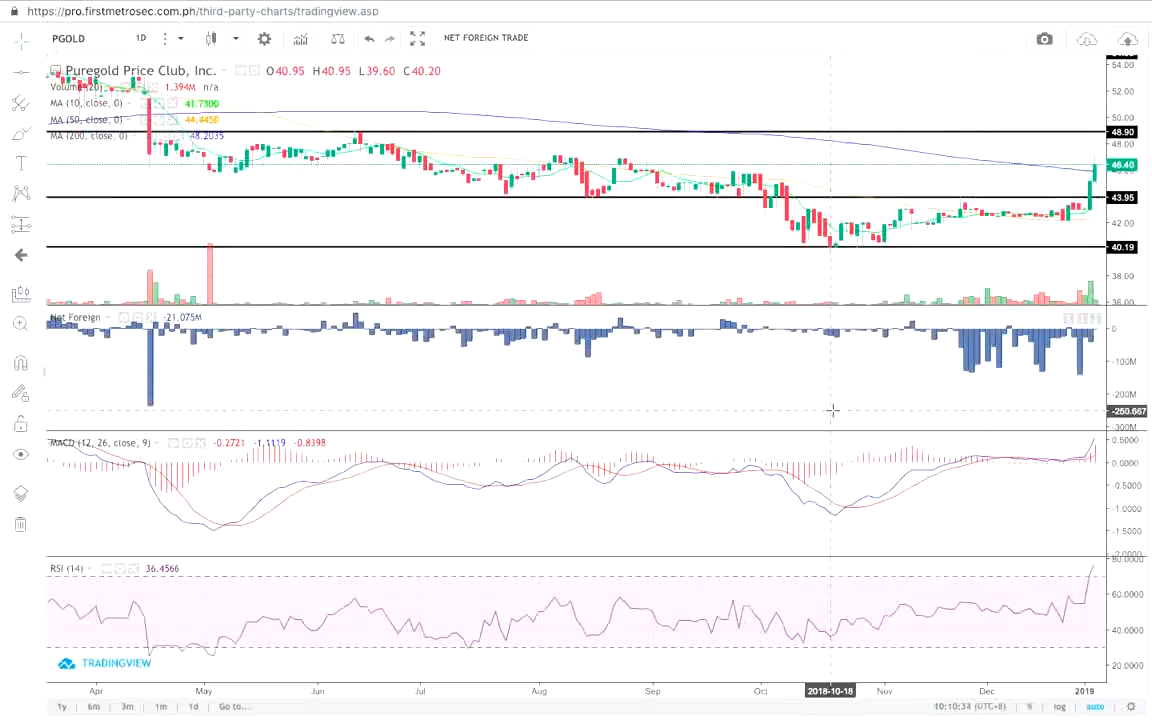 https://pro.firstmetrosec.com.ph/third-party-charts/tradingview.asp
PGOLD 1D NET FOREIGN TRADE
Puregold Price Club, Inc. O40.95 H40.95 L39.60 C40.20
Volume (20) 1.394M n/a
MA (10, close, 0) 41.7300
MA (50, close, 0) 44.4450
MA (200, close, 0) 48.2035
54.00
52.00
50.00
48.90
48.00
46.40
43.95
42.00
40.19
38.00
36.00
Net Foreign -21.075M
0
-100M
-200M
-250.667
-300M
MACD (12, 26, close, 9) -0.2721 -1.1119 -0.8398
0.5000
0.0000
-0.5000
-1.0000
-1.5000
-2.0000
80.0000
RSI (14) 36.4566
60.0000
40.0000
20.0000
TRADINGVIEW
Apr May Jun Jul Aug Sep Oct 2018-10-18 Nov Dec 2019
1y 6m 3m 1m 1d Go to... 10:10:34 (UTC+8) % log auto